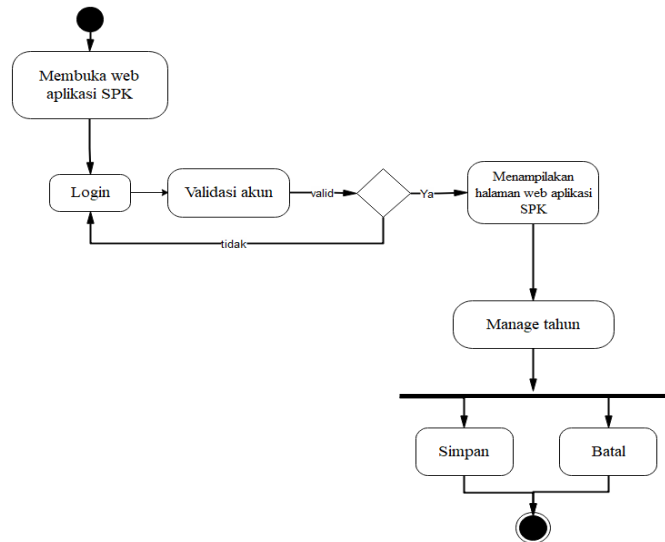 Membuka web
aplikasi SPK
Login
Validasi akun
valid
Ya
Menampilakan
halaman web aplikasi
SPK
tidak
Manage tahun
Simpan
Batal